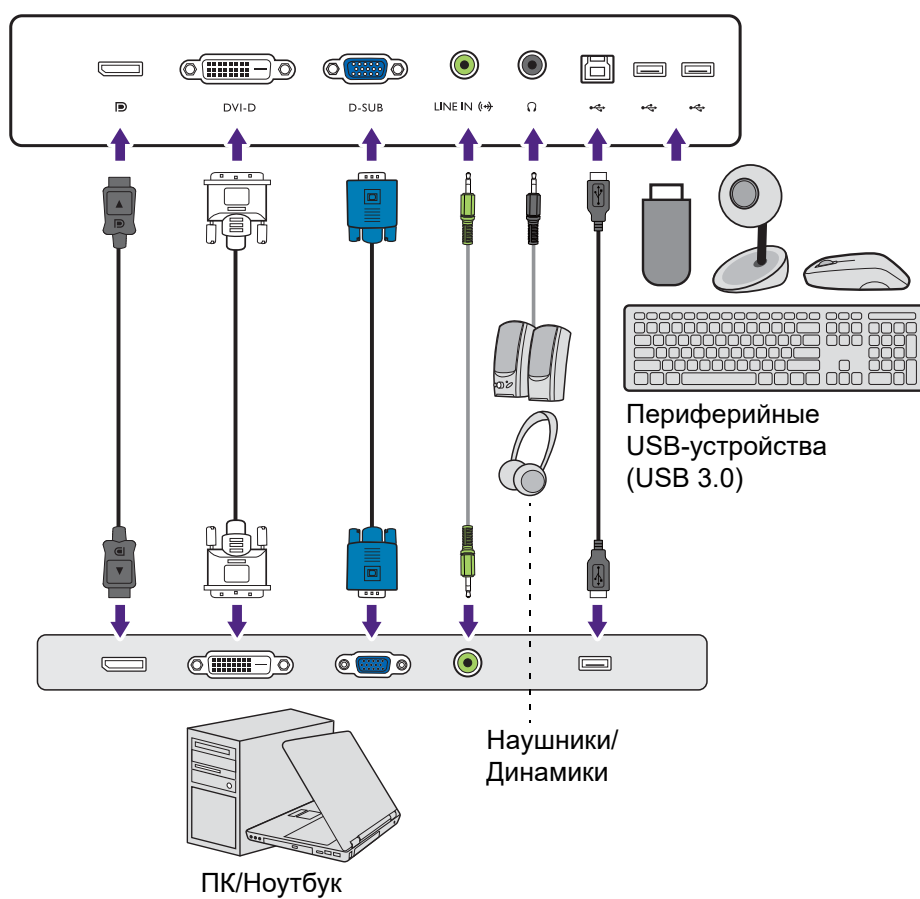 DVI-D
D-SUB
LINE IN
Периферийные
USB-устройства
(USB 3.0)
Наушники/
Динамики
ПК/Ноутбук